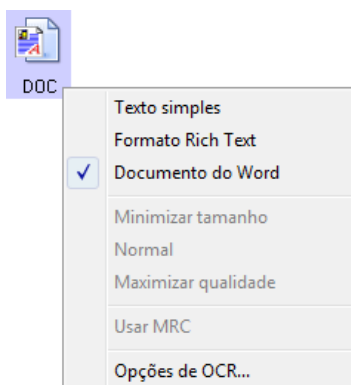 DOC
Texto simples
Formato Rich Text
Documento do Word
Minimizar tamanho
Normal
Maximizar qualidade
Usar MRC
Opções de OCR...